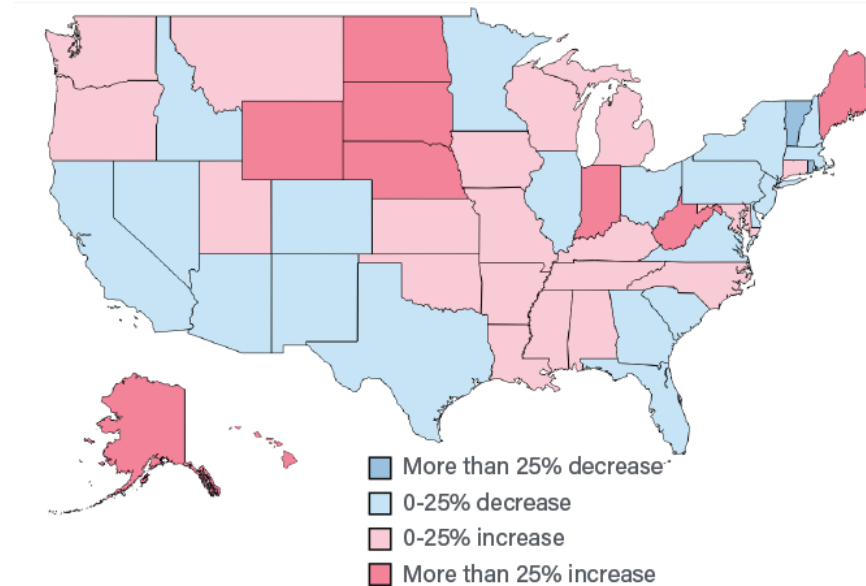 More than 25% decrease
0-25% decrease
0-25% increase
More than 25% increase